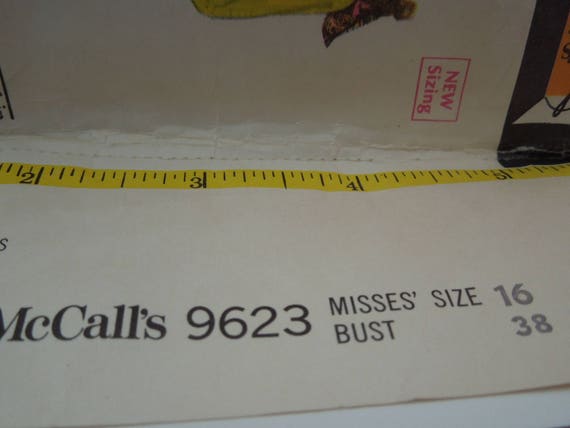 NEW
Sizing
2 3 4 5
s
McCall's 9623 MISSES' SIZE 16
BUST 38